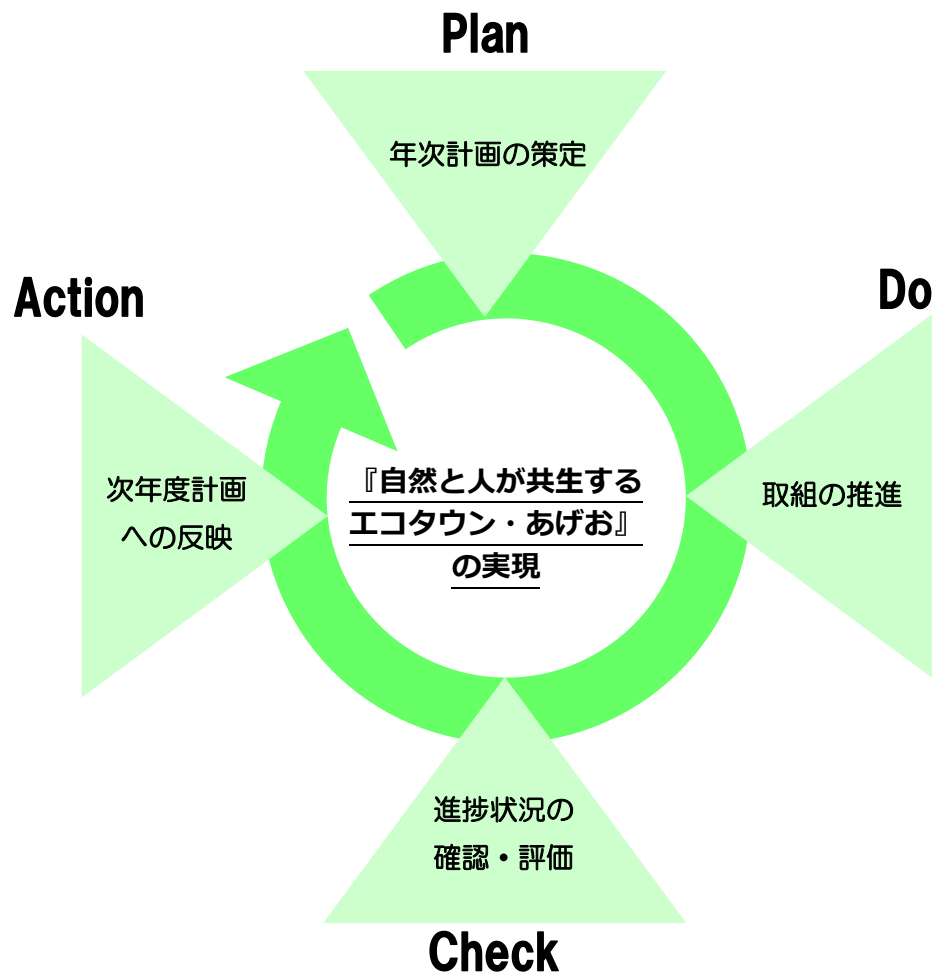 Plan
年次計画の策定
Do
取組の推進
Check
進捗状況の
確認・評価
Action
次年度計画
への反映
『自然と人が共生する
エコタウン・あげお』
の実現